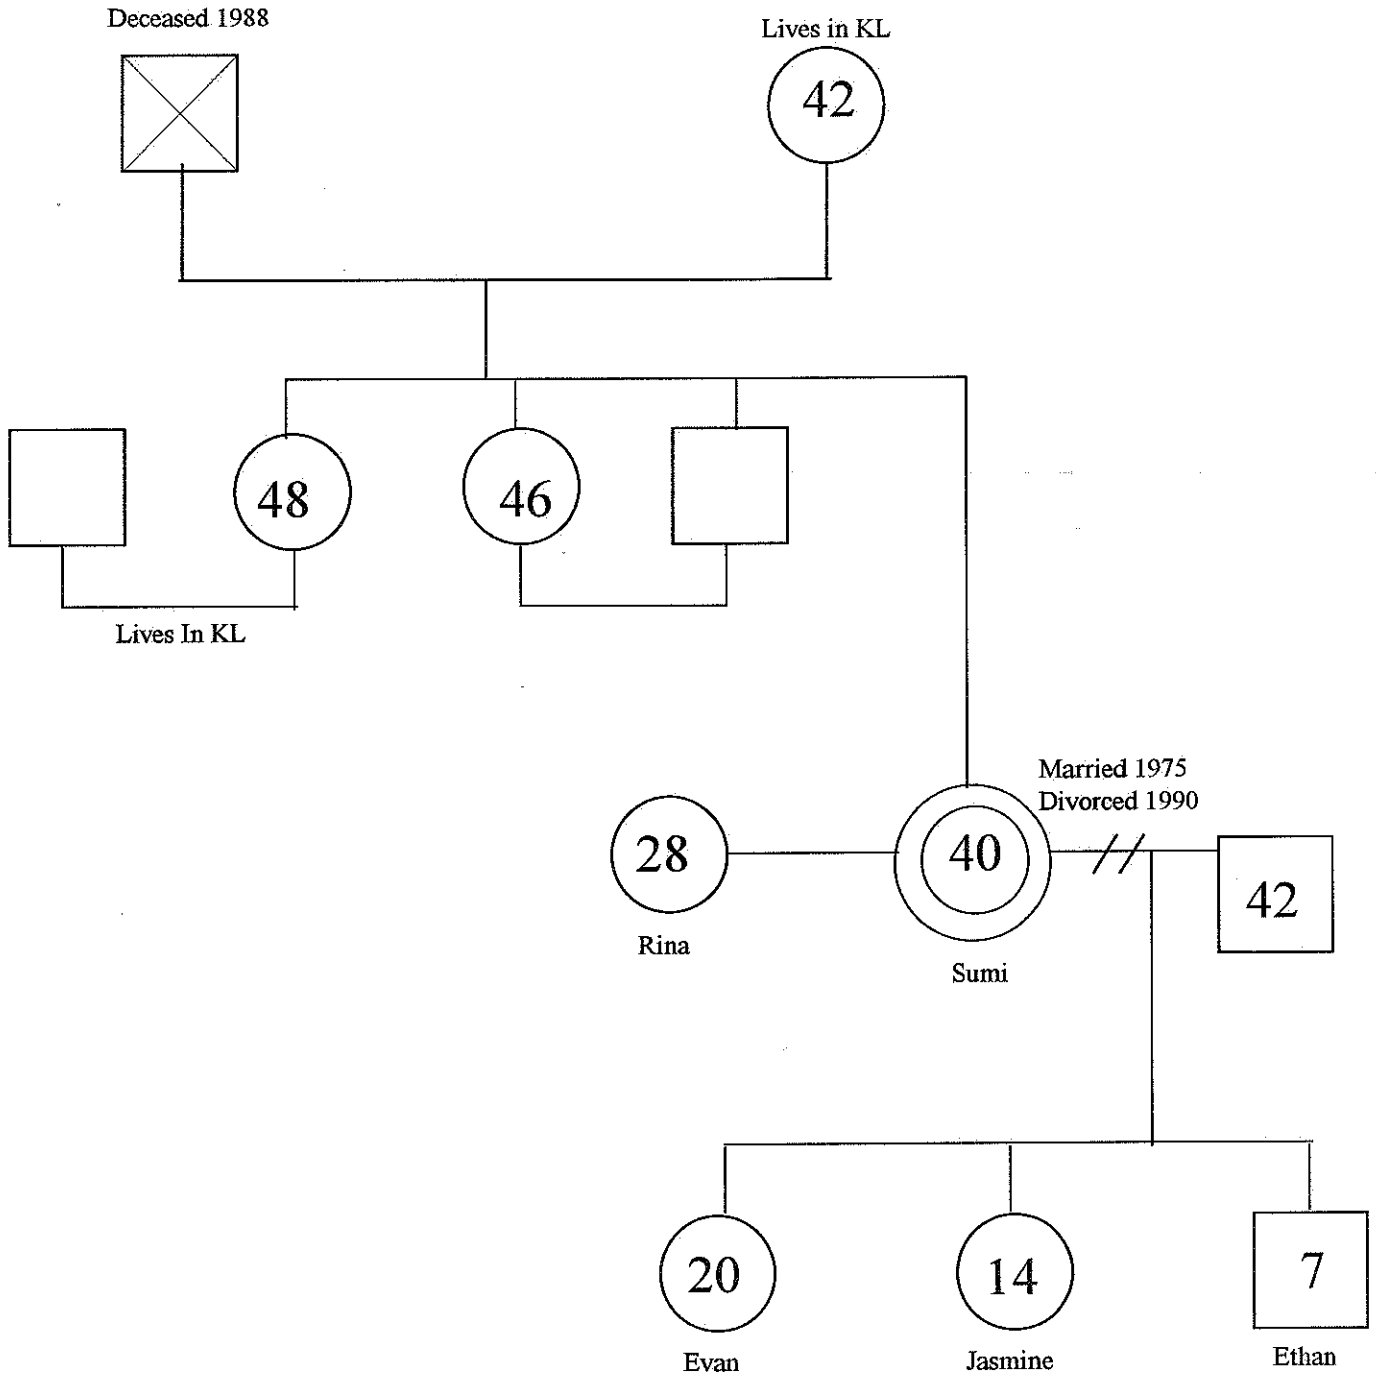 Deceased 1988
Lives in KL
42
48
46
Lives In KL
Married 1975
Divorced 1990
28
40
42
Rina
Sumi
20
14
7
Evan
Jasmine
Ethan